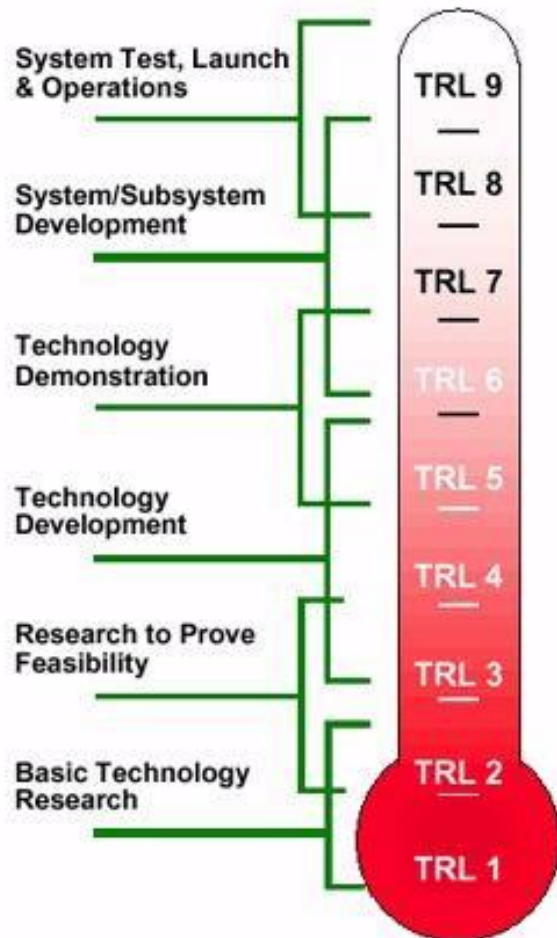 System Test, Launch
& Operations
System/Subsystem
Development
Technology
Demonstration
Technology
Development
Research to Prove
Feasibility
Basic Technology
Research
TRL 9
TRL 8
TRL 7
TRL 6
TRL 5
TRL 4
TRL 3
TRL 2
TRL 1